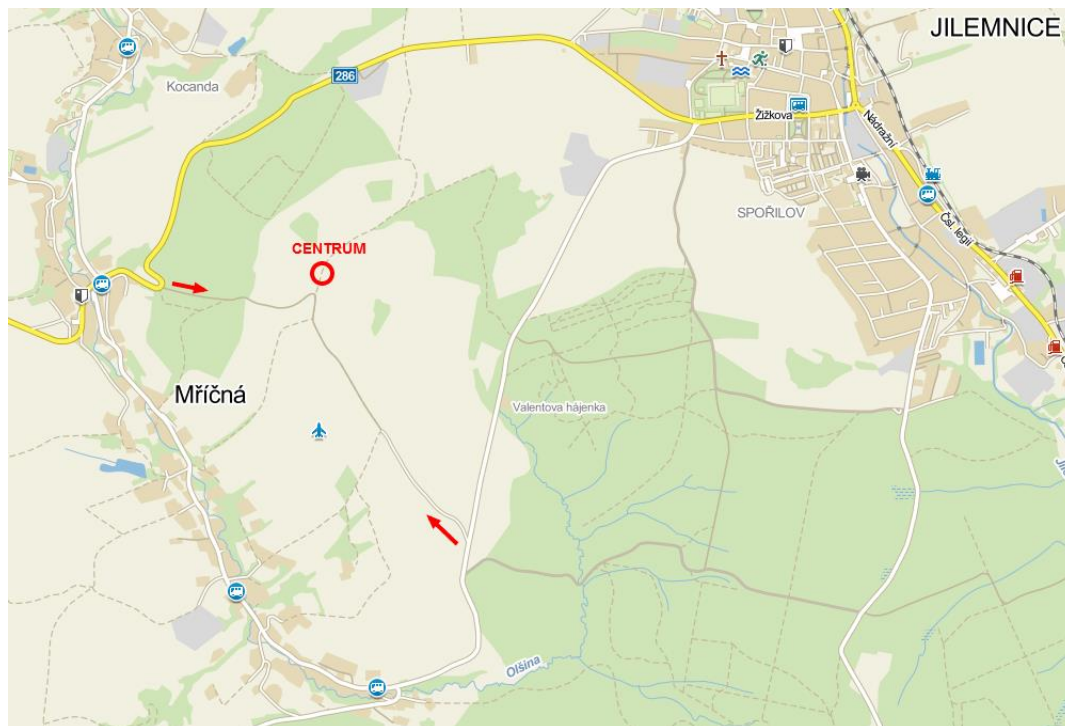 JILEMNICE
286
Kocanda
Žižkova
Nádražní
SPOŘILOV
Čsl. legií
CENTRUM
Mříčná
Valentova hájenka
Olšina